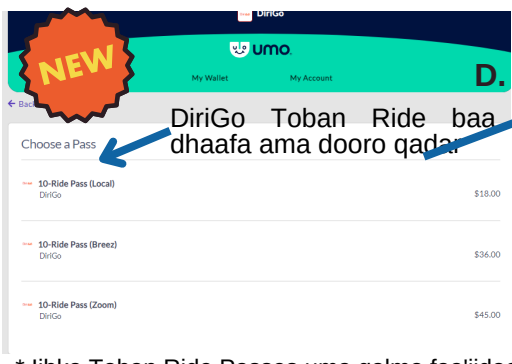 DiriGo
umo.
NEW
My Wallet My Account
D.
← Back
DiriGo Toban Ride baa
dhaafa ama dooro qadar
Choose a Pass
10-Ride Pass (Local)
DiriGo
$18.00
10-Ride Pass (Breez)
DiriGo
$36.00
10-Ride Pass (Zoom)
DiriGo
$45.00